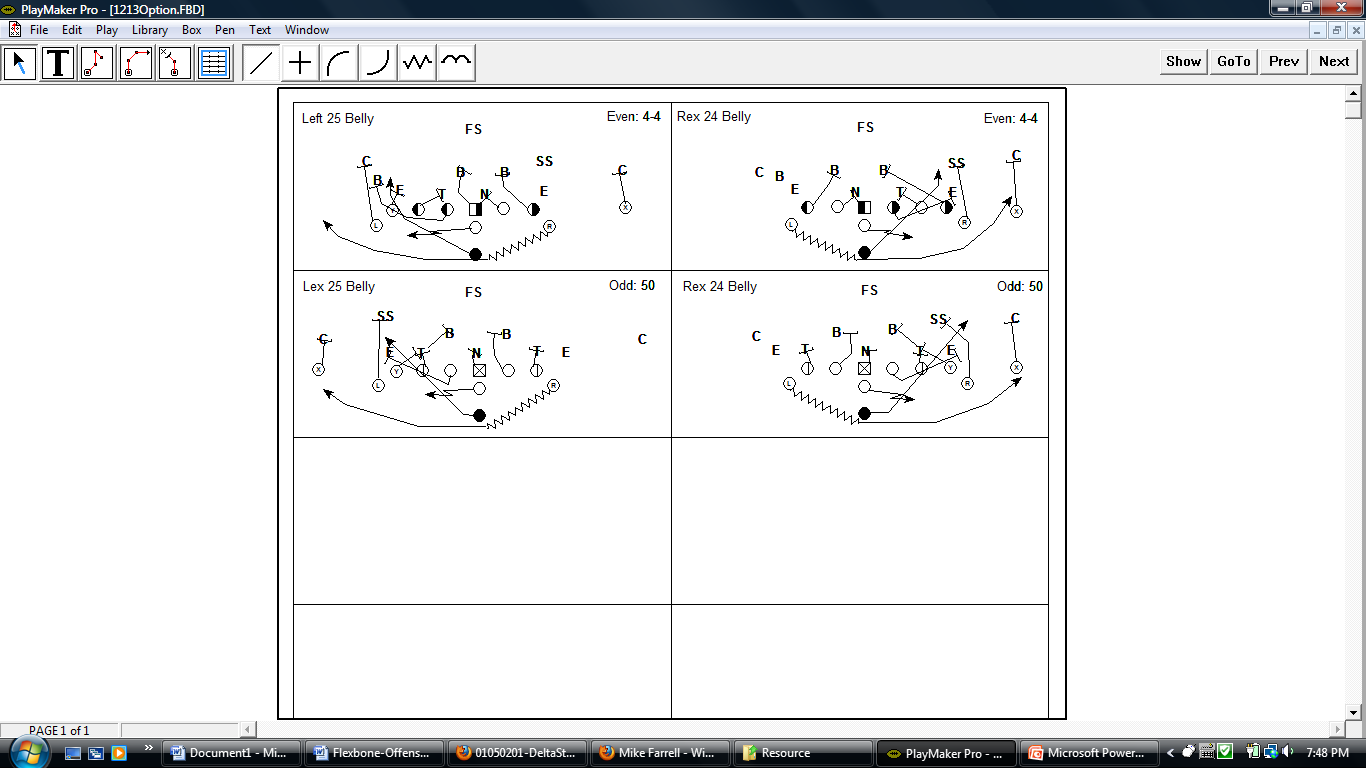 PlayMaker Pro - [1213Option.FBD]
File Edit Play Library Box Pen Text Window
T Show GoTo Prev Next
Left 25 Belly Even: 4-4
FS
C B E T B N B SS E C
L Y R X
Rex 24 Belly Even: 4-4
FS
C B E B N B T SS E C
L R X
Lex 25 Belly Odd: 50
FS
C SS E T B N B T E C
X L Y R
Rex 24 Belly Odd: 50
FS
C E T B N B T SS E C
L Y R X
PAGE 1 of 1
Document1 - Mi... Flexbone-Offens... 01050201-DeltaSt... Mike Farrell - Wi... Resource PlayMaker Pro - ... Microsoft Power... 7:48 PM